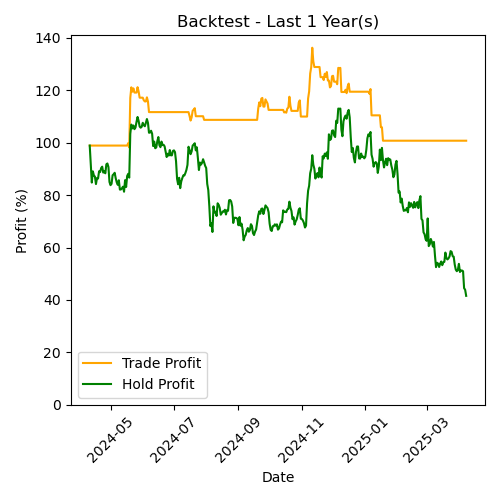 Backtest - Last 1 Year(s)
Profit (%)
140
120
100
80
60
40
20
0
Trade Profit
Hold Profit
2024-05
2024-07
2024-09
2024-11
2025-01
2025-03
Date